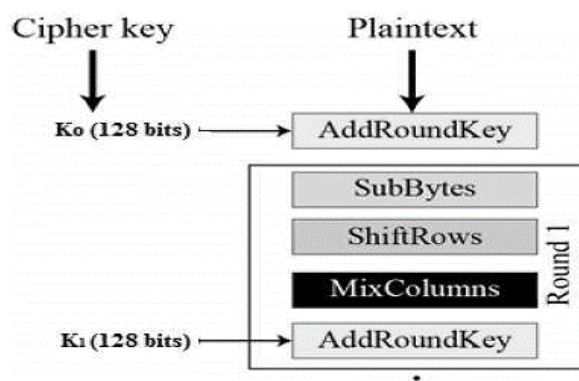 Cipher key Plaintext
K0 (128 bits) AddRoundKey
SubBytes
ShiftRows
MixColumns
Round 1
K1 (128 bits) AddRoundKey